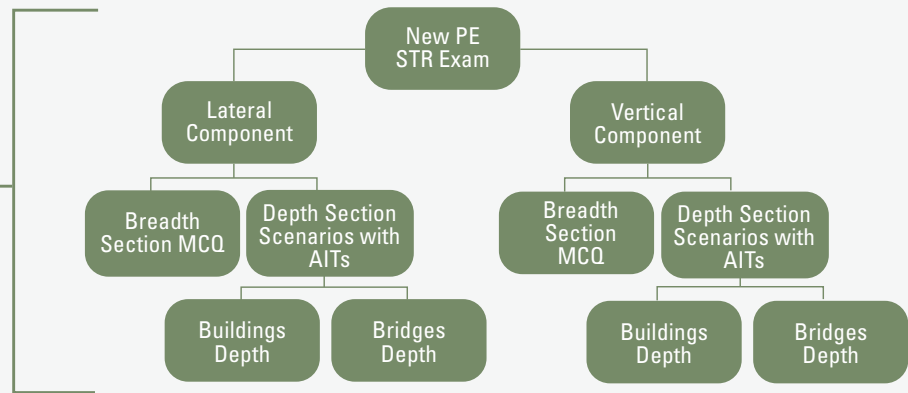 New PE
STR Exam
Lateral
Component
Vertical
Component
Breadth
Section MCQ
Depth Section
Scenarios with
AITs
Breadth
Section
MCQ
Depth Section
Scenarios with
AITs
Buildings
Depth
Bridges
Depth
Buildings
Depth
Bridges
Depth